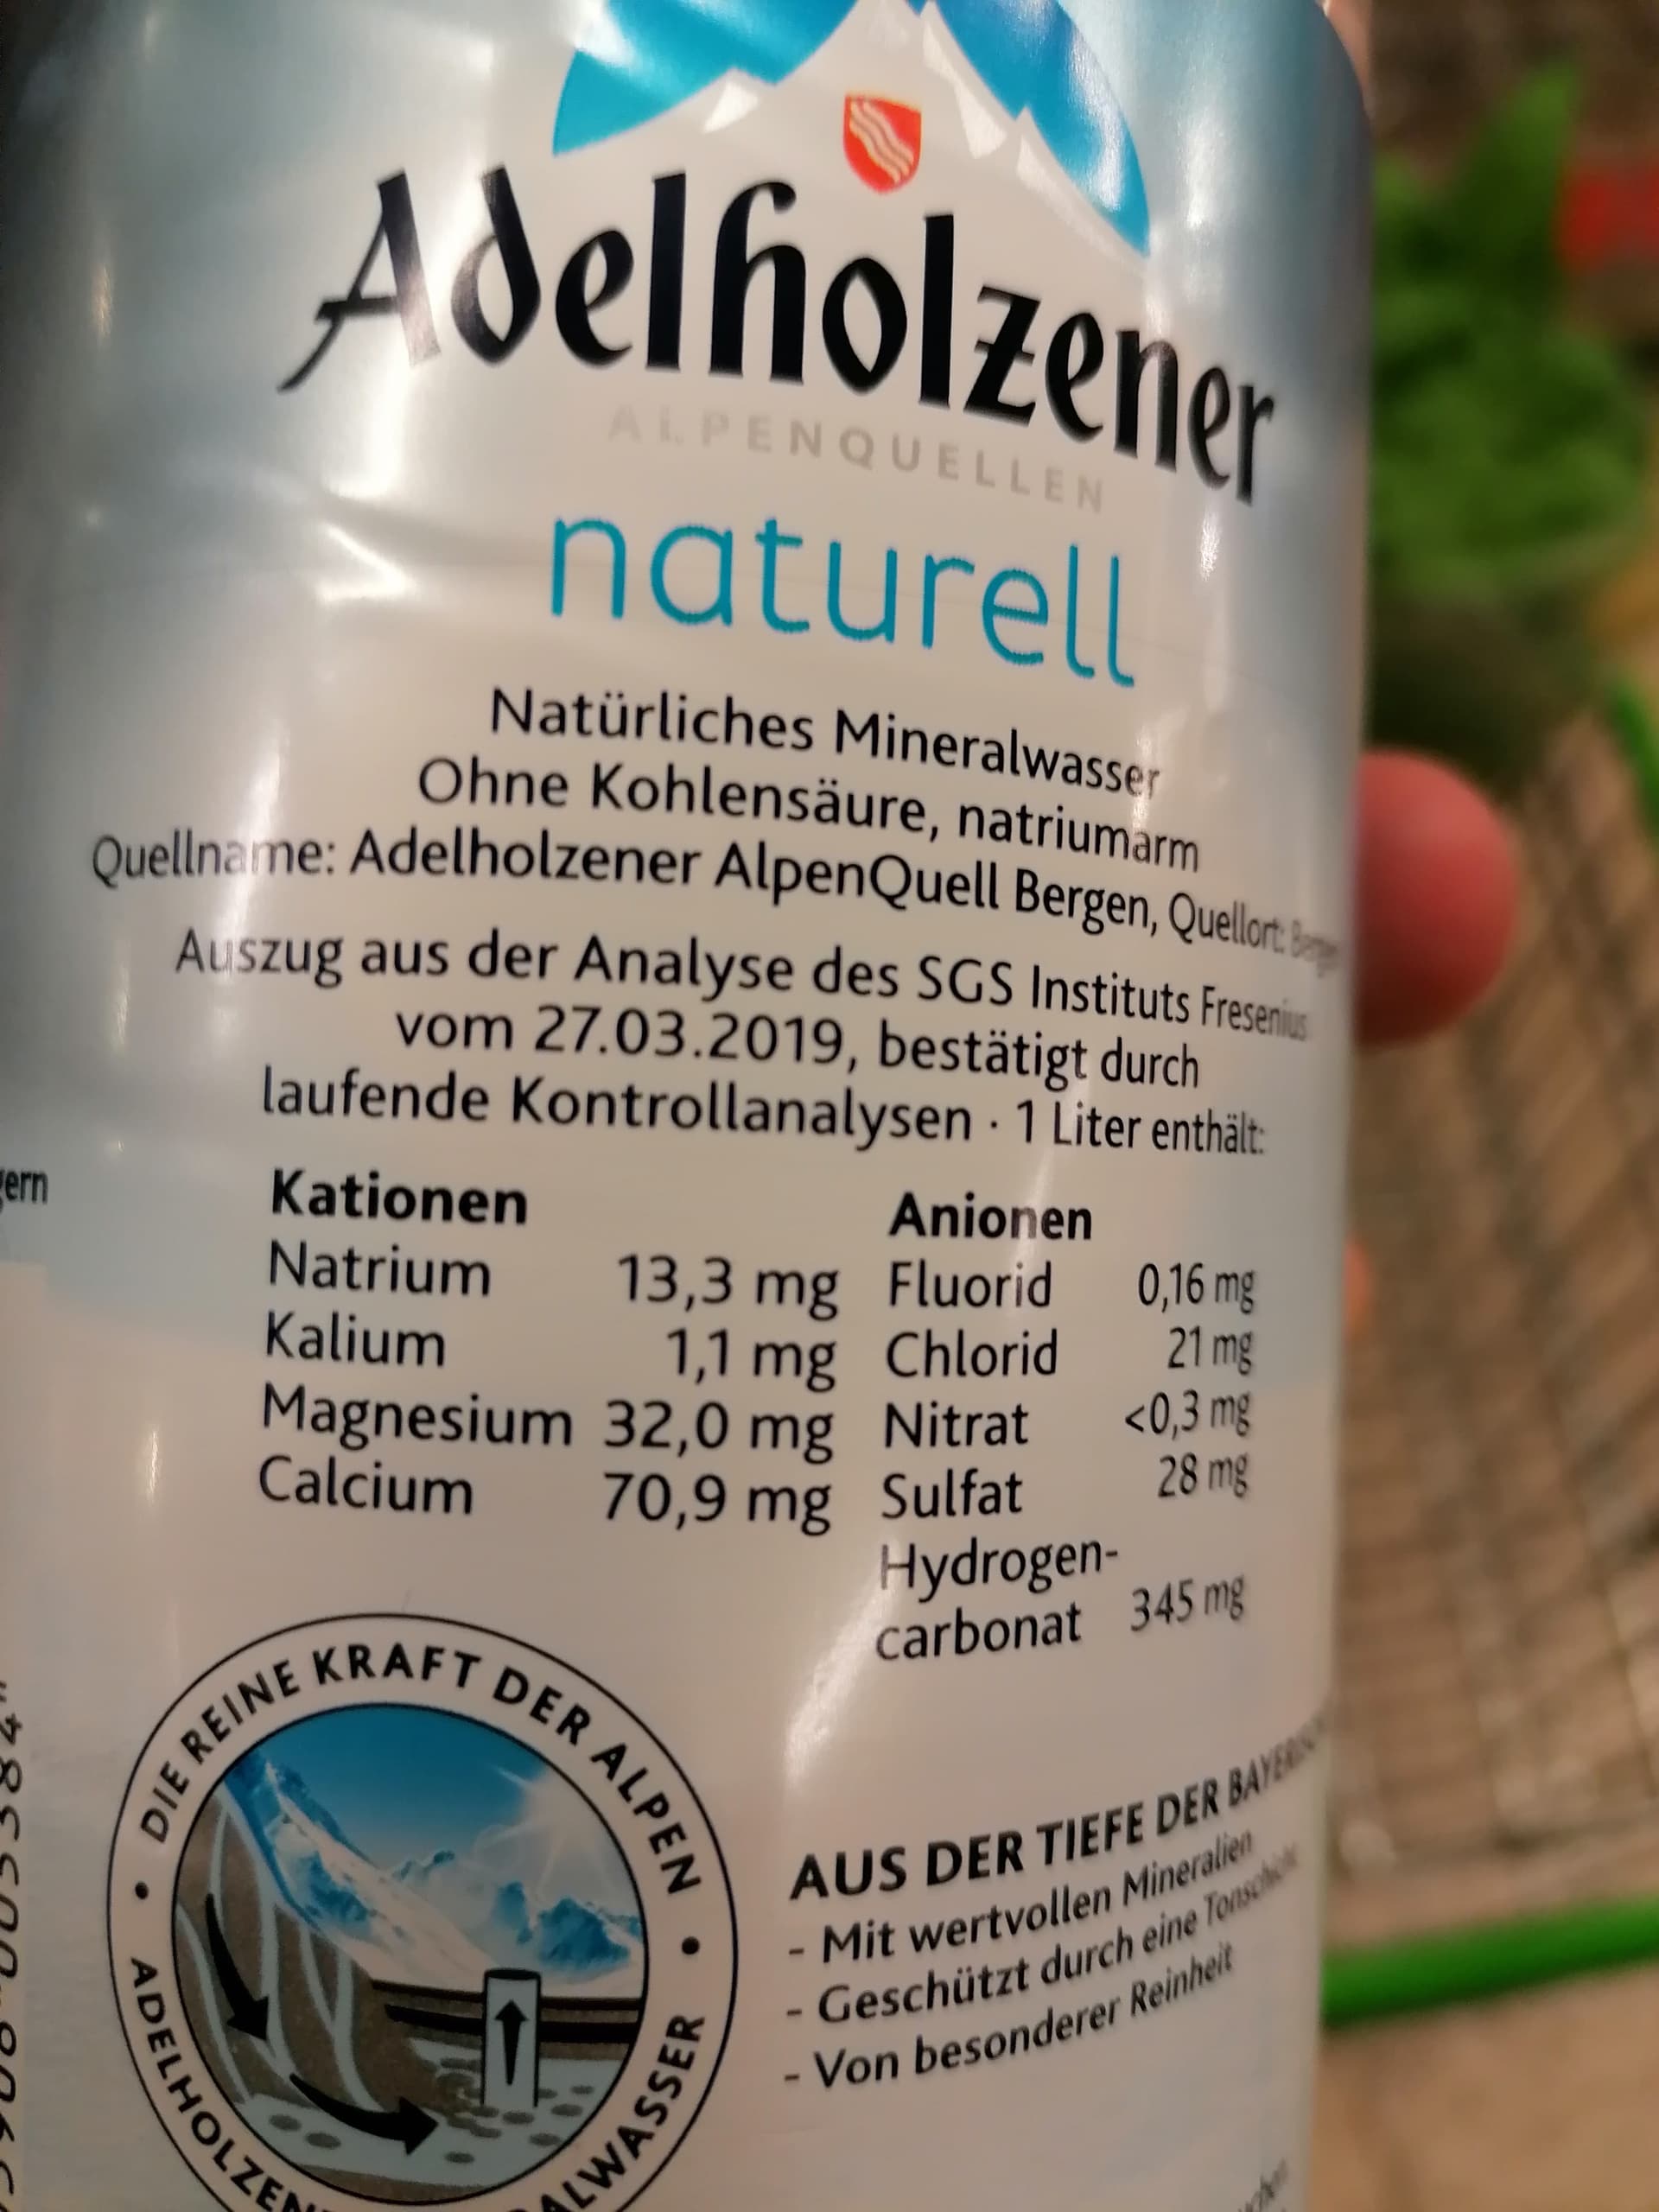 Adelholzener
ALPENQUELLEN
naturell
Natürliches Mineralwasser
Ohne Kohlensäure, natriumarm
Quellname: Adelholzener AlpenQuell Bergen, Quellort: Bergen
Auszug aus der Analyse des SGS Instituts Fresenius
vom 27.03.2019, bestätigt durch
laufende Kontrollanalysen · 1 Liter enthält:
Kationen
Natrium 13,3 mg
Kalium 1,1 mg
Magnesium 32,0 mg
Calcium 70,9 mg
Anionen
Fluorid 0,16 mg
Chlorid 21 mg
Nitrat <0,3 mg
Sulfat 28 mg
Hydrogen-
carbonat 345 mg
• DIE REINE KRAFT DER ALPEN •
AUS DER TIEFE DER
- Mit wertvollen Mineralien
- Geschützt durch eine
- Von besonderer Reinheit